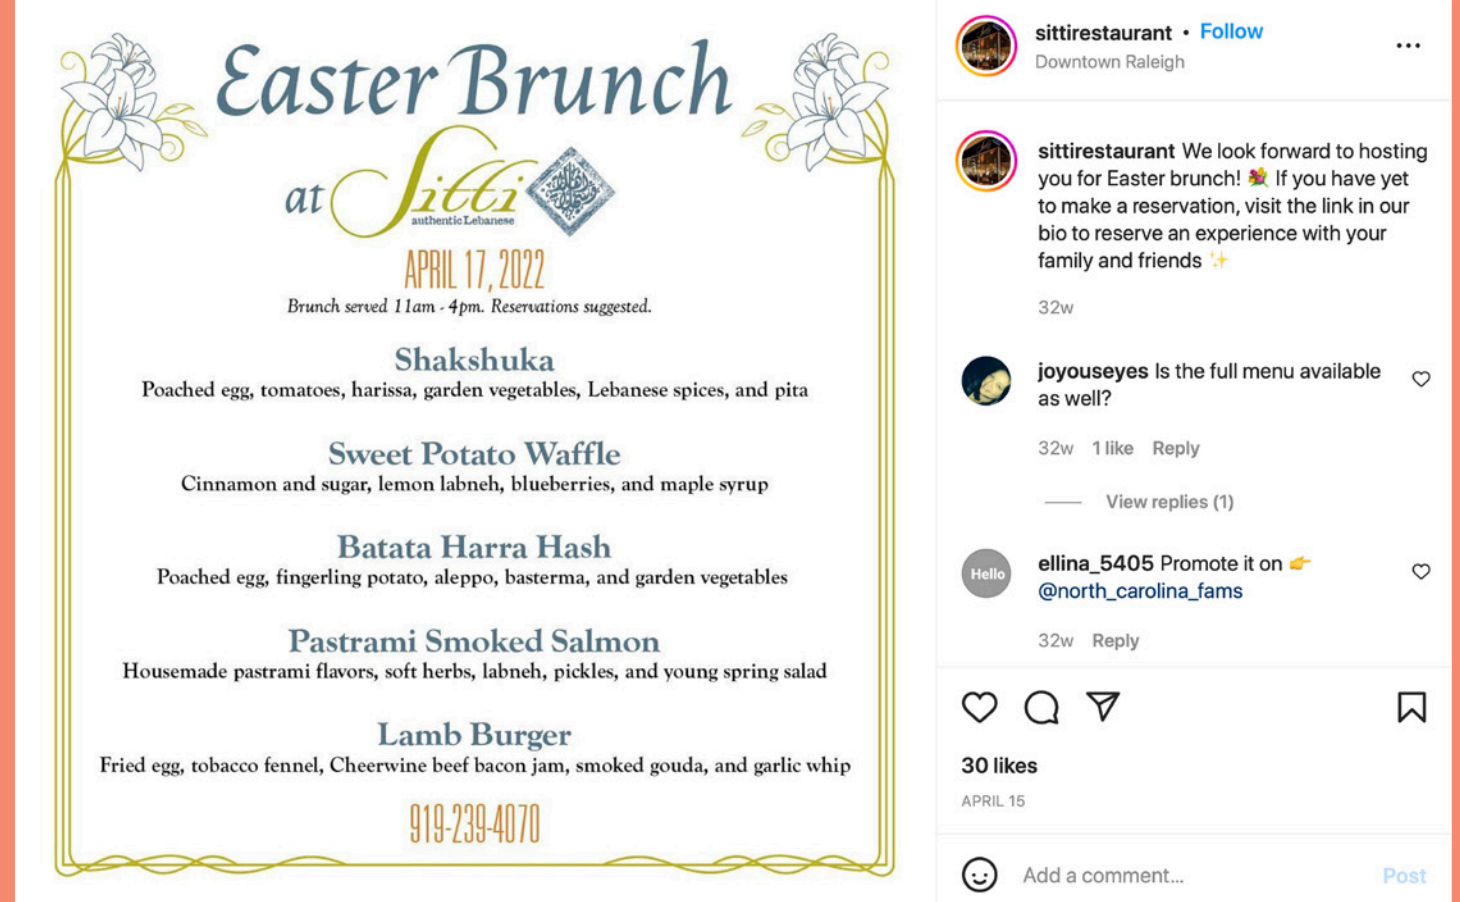 Easter Brunch
at Sitti
authentic Lebanese
APRIL 17, 2022
Brunch served 11am - 4pm. Reservations suggested.
Shakshuka
Poached egg, tomatoes, harissa, garden vegetables, Lebanese spices, and pita
Sweet Potato Waffle
Cinnamon and sugar, lemon labneh, blueberries, and maple syrup
Batata Harra Hash
Poached egg, fingerling potato, aleppo, basterma, and garden vegetables
Pastrami Smoked Salmon
Housemade pastrami flavors, soft herbs, labneh, pickles, and young spring salad
Lamb Burger
Fried egg, tobacco fennel, Cheerwine beef bacon jam, smoked gouda, and garlic whip
919-239-4070
sittirestaurant • Follow
Downtown Raleigh
sittirestaurant We look forward to hosting
you for Easter brunch! 💐 If you have yet
to make a reservation, visit the link in our
bio to reserve an experience with your
family and friends ✨
32w
joyouseyes Is the full menu available
as well?
32w 1 like Reply
View replies (1)
Hello
ellina_5405 Promote it on 👉
@north_carolina_fams
32w Reply
30 likes
APRIL 15
Add a comment... Post